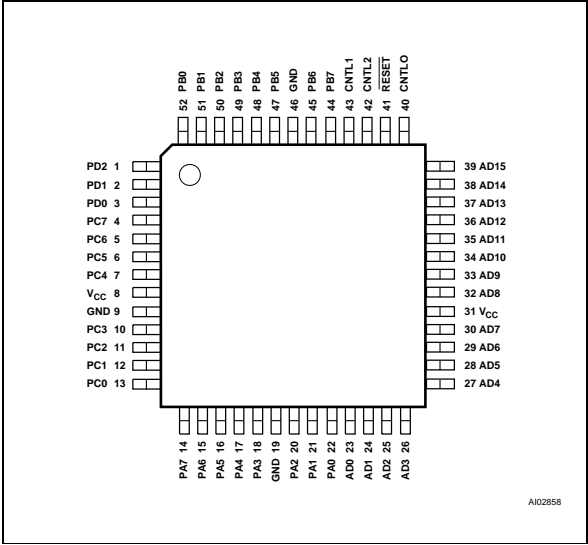 52 PB0
51 PB1
50 PB2
49 PB3
48 PB4
47 PB5
46 GND
45 PB6
44 PB7
43 CNTL1
42 CNTL2
41 RESET
40 CNTLO
PD2 1
PD1 2
PD0 3
PC7 4
PC6 5
PC5 6
PC4 7
VCC 8
GND 9
PC3 10
PC2 11
PC1 12
PC0 13
39 AD15
38 AD14
37 AD13
36 AD12
35 AD11
34 AD10
33 AD9
32 AD8
31 VCC
30 AD7
29 AD6
28 AD5
27 AD4
PA7 14
PA6 15
PA5 16
PA4 17
PA3 18
GND 19
PA2 20
PA1 21
PA0 22
AD0 23
AD1 24
AD2 25
AD3 26
AI02858